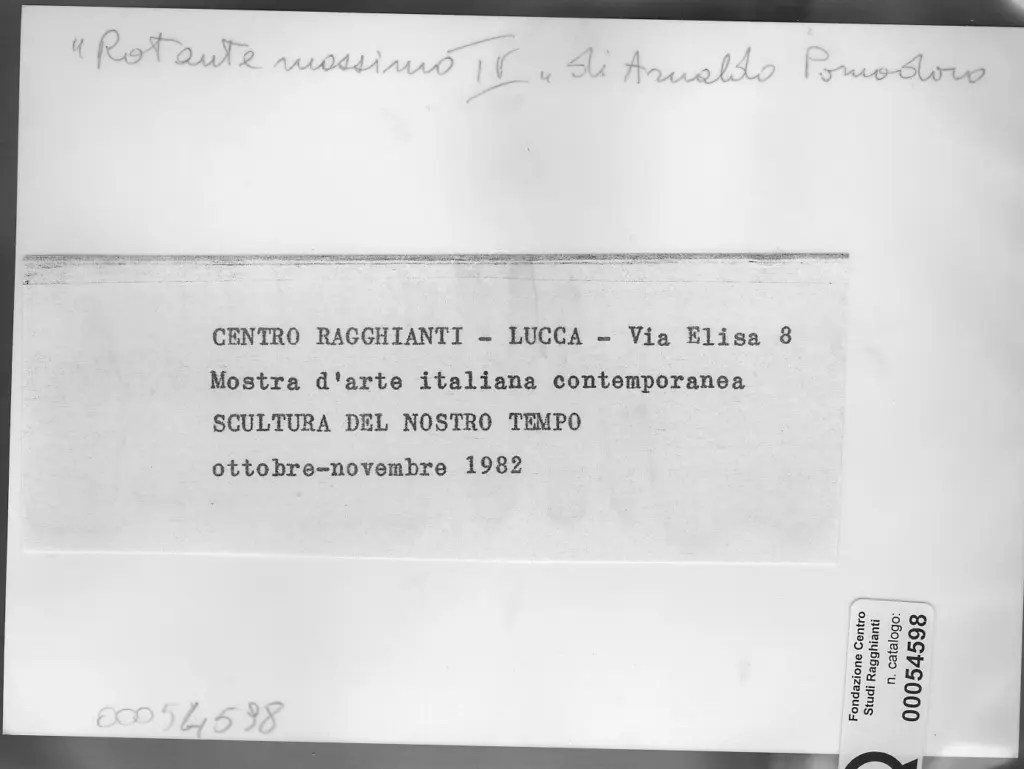 "Rotante massimo IV" di Arnaldo Pomodoro
CENTRO RAGGHIANTI - LUCCA - Via Elisa 8
Mostra d'arte italiana contemporanea
SCULTURA DEL NOSTRO TEMPO
ottobre-novembre 1982
00054598
Fondazione Centro
Studi Ragghianti
n. catalogo:
00054598